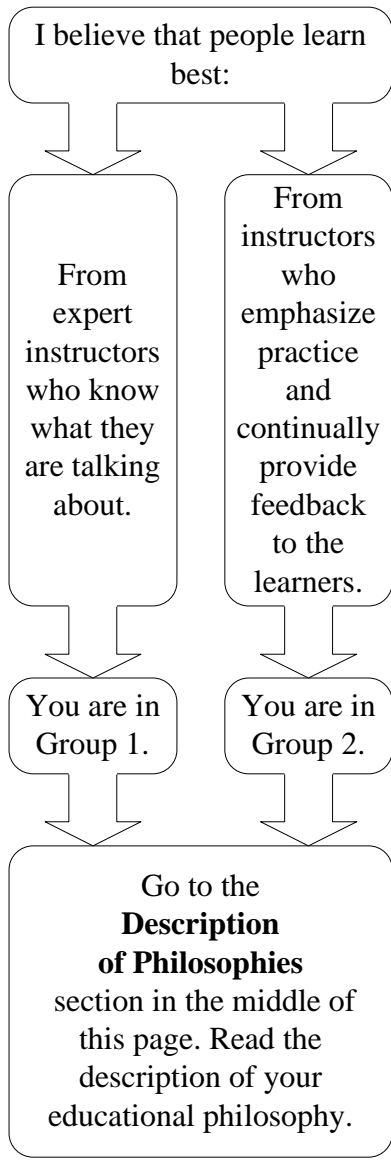 I believe that people learn
best:
From
expert
instructors
who know
what they
are talking
about.
From
instructors
who
emphasize
practice
and
continually
provide
feedback
to the
learners.
You are in
Group 1.
You are in
Group 2.
Go to the
Description
of Philosophies
section in the middle of
this page. Read the
description of your
educational philosophy.